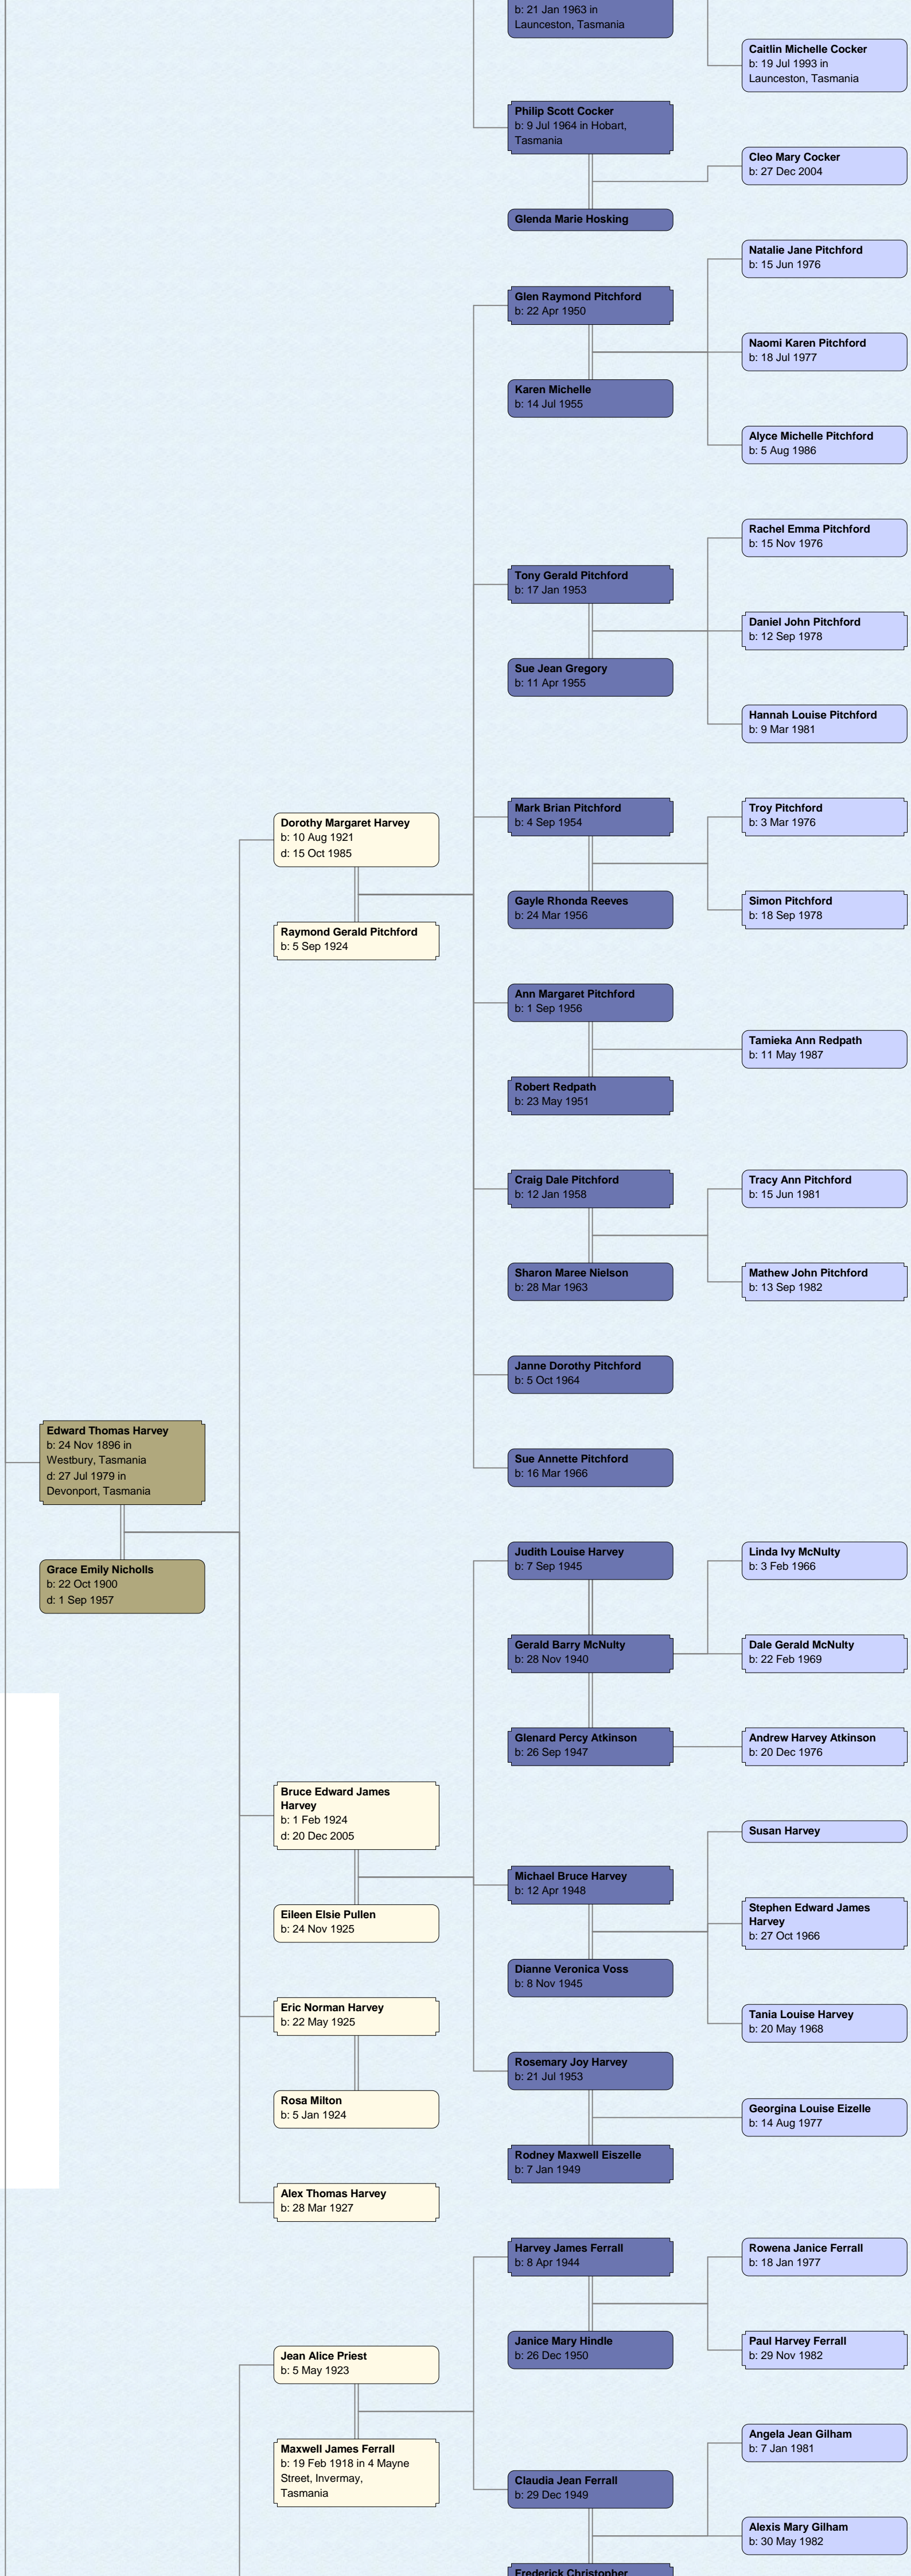 b: 21 Jan 1963 in
Launceston, Tasmania
Caitlin Michelle Cocker
b: 19 Jul 1993 in
Launceston, Tasmania
Philip Scott Cocker
b: 9 Jul 1964 in Hobart,
Tasmania
Cleo Mary Cocker
b: 27 Dec 2004
Glenda Marie Hosking
Natalie Jane Pitchford
b: 15 Jun 1976
Glen Raymond Pitchford
b: 22 Apr 1950
Naomi Karen Pitchford
b: 18 Jul 1977
Karen Michelle
b: 14 Jul 1955
Alyce Michelle Pitchford
b: 5 Aug 1986
Rachel Emma Pitchford
b: 15 Nov 1976
Tony Gerald Pitchford
b: 17 Jan 1953
Daniel John Pitchford
b: 12 Sep 1978
Sue Jean Gregory
b: 11 Apr 1955
Hannah Louise Pitchford
b: 9 Mar 1981
Mark Brian Pitchford
b: 4 Sep 1954
Troy Pitchford
b: 3 Mar 1976
Dorothy Margaret Harvey
b: 10 Aug 1921
d: 15 Oct 1985
Gayle Rhonda Reeves
b: 24 Mar 1956
Simon Pitchford
b: 18 Sep 1978
Raymond Gerald Pitchford
b: 5 Sep 1924
Ann Margaret Pitchford
b: 1 Sep 1956
Tamieka Ann Redpath
b: 11 May 1987
Robert Redpath
b: 23 May 1951
Craig Dale Pitchford
b: 12 Jan 1958
Tracy Ann Pitchford
b: 15 Jun 1981
Sharon Maree Nielson
b: 28 Mar 1963
Mathew John Pitchford
b: 13 Sep 1982
Janne Dorothy Pitchford
b: 5 Oct 1964
Edward Thomas Harvey
b: 24 Nov 1896 in
Westbury, Tasmania
d: 27 Jul 1979 in
Devonport, Tasmania
Sue Annette Pitchford
b: 16 Mar 1966
Grace Emily Nicholls
b: 22 Oct 1900
d: 1 Sep 1957
Judith Louise Harvey
b: 7 Sep 1945
Linda Ivy McNulty
b: 3 Feb 1966
Gerald Barry McNulty
b: 28 Nov 1940
Dale Gerald McNulty
b: 22 Feb 1969
Glenard Percy Atkinson
b: 26 Sep 1947
Andrew Harvey Atkinson
b: 20 Dec 1976
Bruce Edward James
Harvey
b: 1 Feb 1924
d: 20 Dec 2005
Susan Harvey
Michael Bruce Harvey
b: 12 Apr 1948
Eileen Elsie Pullen
b: 24 Nov 1925
Stephen Edward James
Harvey
b: 27 Oct 1966
Dianne Veronica Voss
b: 8 Nov 1945
Eric Norman Harvey
b: 22 May 1925
Tania Louise Harvey
b: 20 May 1968
Rosemary Joy Harvey
b: 21 Jul 1953
Rosa Milton
b: 5 Jan 1924
Georgina Louise Eizelle
b: 14 Aug 1977
Rodney Maxwell Eiszelle
b: 7 Jan 1949
Alex Thomas Harvey
b: 28 Mar 1927
Harvey James Ferrall
b: 8 Apr 1944
Rowena Janice Ferrall
b: 18 Jan 1977
Janice Mary Hindle
b: 26 Dec 1950
Paul Harvey Ferrall
b: 29 Nov 1982
Jean Alice Priest
b: 5 May 1923
Angela Jean Gilham
b: 7 Jan 1981
Maxwell James Ferrall
b: 19 Feb 1918 in 4 Mayne
Street, Invermay,
Tasmania
Claudia Jean Ferrall
b: 29 Dec 1949
Alexis Mary Gilham
b: 30 May 1982
Frederick Christopher